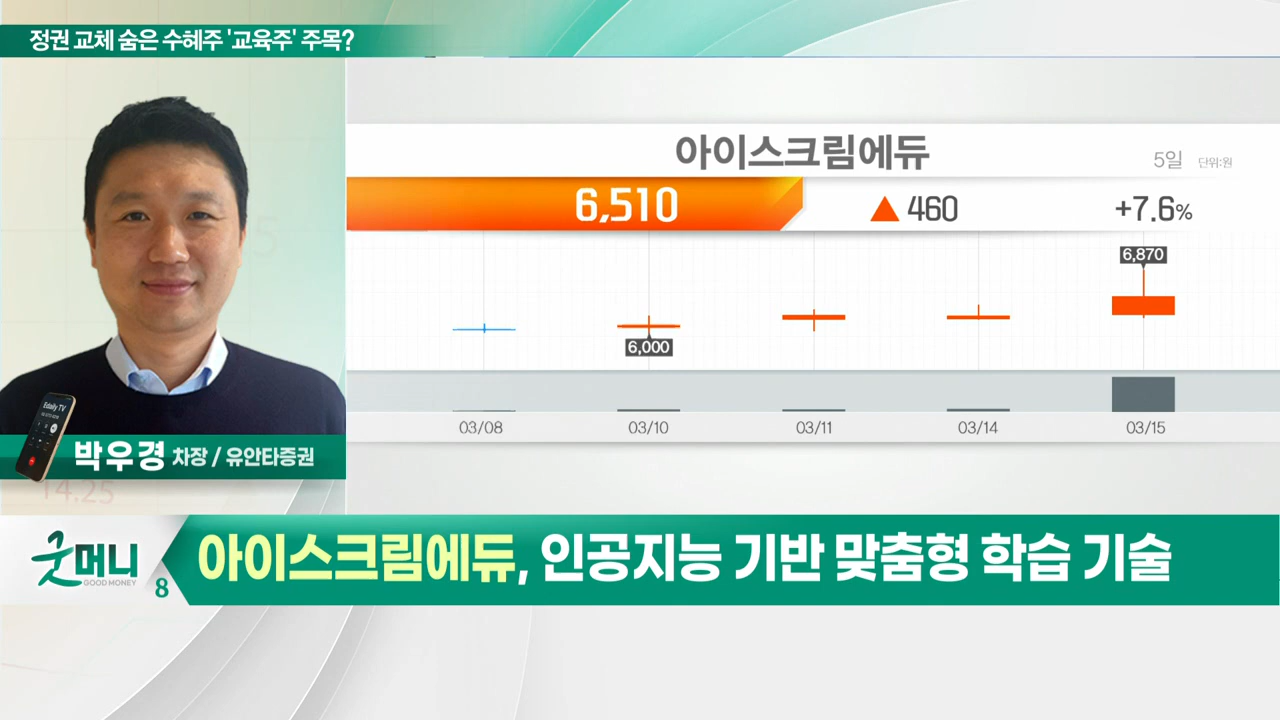 정권 교체 숨은 수혜주 '교육주' 주목?
아이스크림에듀
5일 단위:원
6,510 ▲ 460 +7.6%
6,870
6,000
03/08 03/10 03/11 03/14 03/15
Edaily TV
박우경 차장 / 유안타증권
14.25
굿머니
GOOD MONEY
8
아이스크림에듀, 인공지능 기반 맞춤형 학습 기술